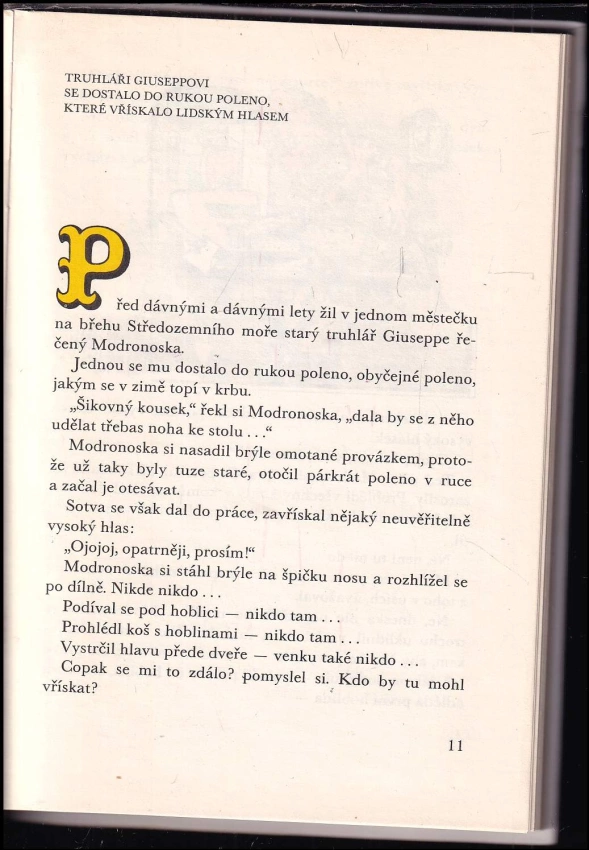 TRUHLÁŘI GIUSEPPOVI
SE DOSTALO DO RUKOU POLENO,
KTERÉ VŘÍSKALO LIDSKÝM HLASEM
Před dávnými a dávnými lety žil v jednom městečku
na břehu Středozemního moře starý truhlář Giuseppe ře-
čený Modronoska.
Jednou se mu dostalo do rukou poleno, obyčejné poleno,
jakým se v zimě topí v krbu.
„Šikovný kousek,“ řekl si Modronoska, „dala by se z něho
udělat třebas noha ke stolu . . .“
Modronoska si nasadil brýle omotané provázkem, proto-
že už taky byly tuze staré, otočil párkrát poleno v ruce
a začal je otesávat.
Sotva se však dal do práce, zavřískal nějaký neuvěřitelně
vysoký hlas:
„Ojojoj, opatrněji, prosím!“
Modronoska si stáhl brýle na špičku nosu a rozhlížel se
po dílně. Nikde nikdo . . .
Podíval se pod hoblici — nikdo tam . . .
Prohlédl koš s hoblinami — nikdo tam . . .
Vystrčil hlavu přede dveře — venku také nikdo . . .
Copak se mi to zdálo? pomyslel si. Kdo by tu mohl
vřískat?
11